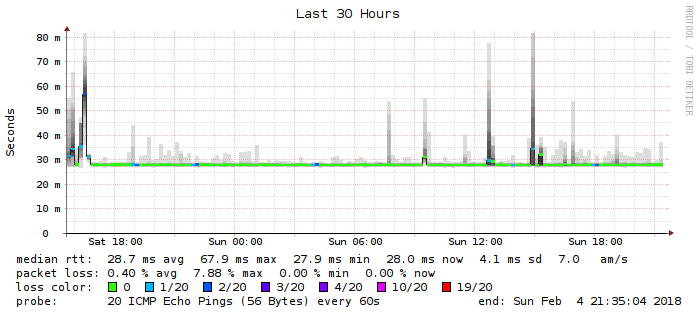 Last 30 Hours
RRDTOOL / TOBI OETIKER
Seconds
80 m
70 m
60 m
50 m
40 m
30 m
20 m
10 m
0
Sat 18:00 Sun 00:00 Sun 06:00 Sun 12:00 Sun 18:00
median rtt: 28.7 ms avg 67.9 ms max 27.9 ms min 28.0 ms now 4.1 ms sd 7.0 am/s
packet loss: 0.40 % avg 7.88 % max 0.00 % min 0.00 % now
loss color: 0 1/20 2/20 3/20 4/20 10/20 19/20
probe: 20 ICMP Echo Pings (56 Bytes) every 60s end: Sun Feb 4 21:35:04 2018